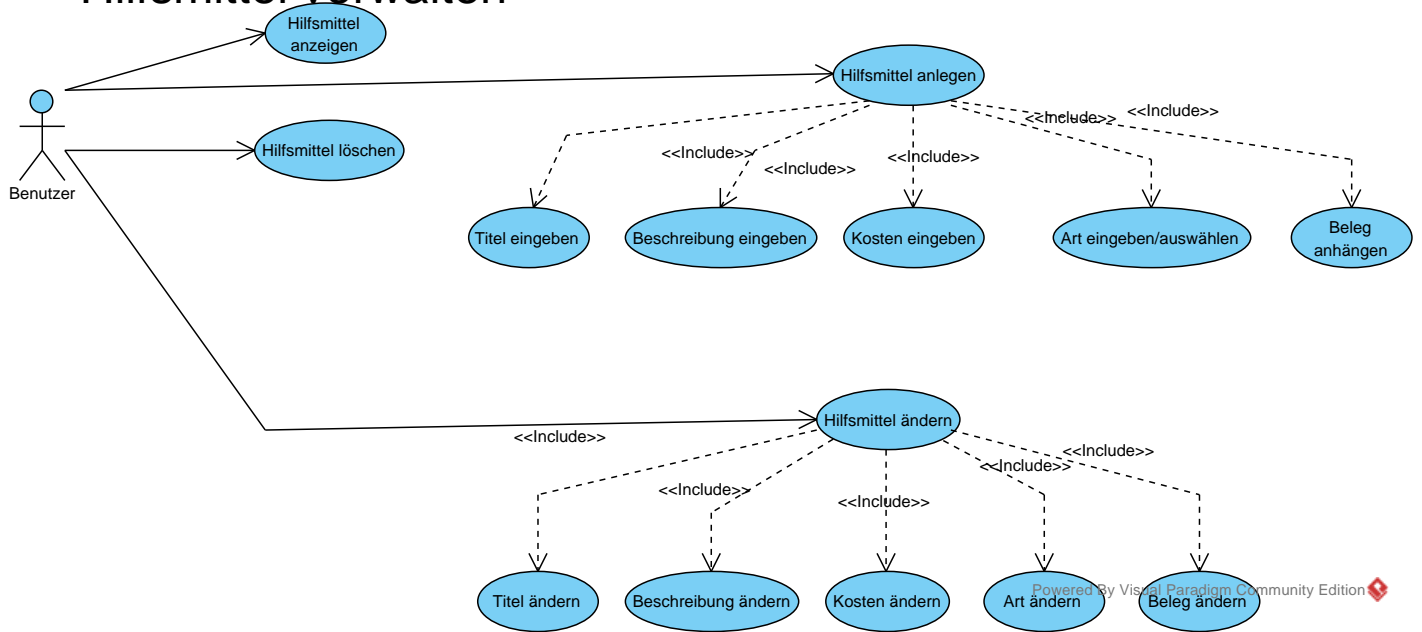 Hilfsmittel verwalten
Hilfsmittel
anzeigen
Hilfsmittel anlegen
<<Include>>
<<Include>>
Hilfsmittel löschen
<<Include>>
<<Include>>
<<Include>>
Benutzer
Titel eingeben
Beschreibung eingeben
Kosten eingeben
Art eingeben/auswählen
Beleg
anhängen
Hilfsmittel ändern
<<Include>>
<<Include>>
<<Include>>
<<Include>>
<<Include>>
Titel ändern
Beschreibung ändern
Kosten ändern
Art ändern
Beleg ändern
Powered By Visual Paradigm Community Edition